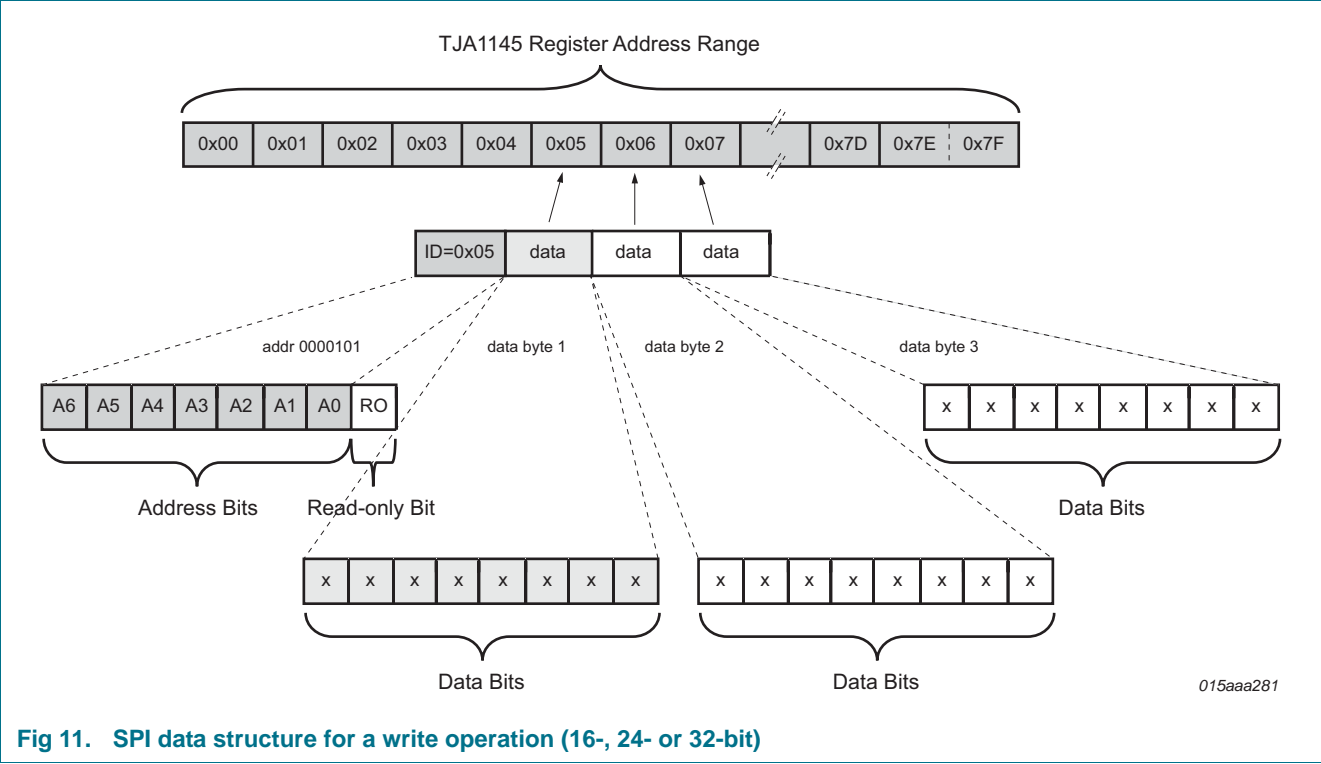 TJA1145 Register Address Range
0x00 0x01 0x02 0x03 0x04 0x05 0x06 0x07 0x7D 0x7E 0x7F
ID=0x05 data data data
addr 0000101 data byte 1 data byte 2 data byte 3
A6 A5 A4 A3 A2 A1 A0 RO
x x x x x x x x
Address Bits Read-only Bit
Data Bits
x x x x x x x x
x x x x x x x x
Data Bits
Data Bits
015aaa281
Fig 11. SPI data structure for a write operation (16-, 24- or 32-bit)